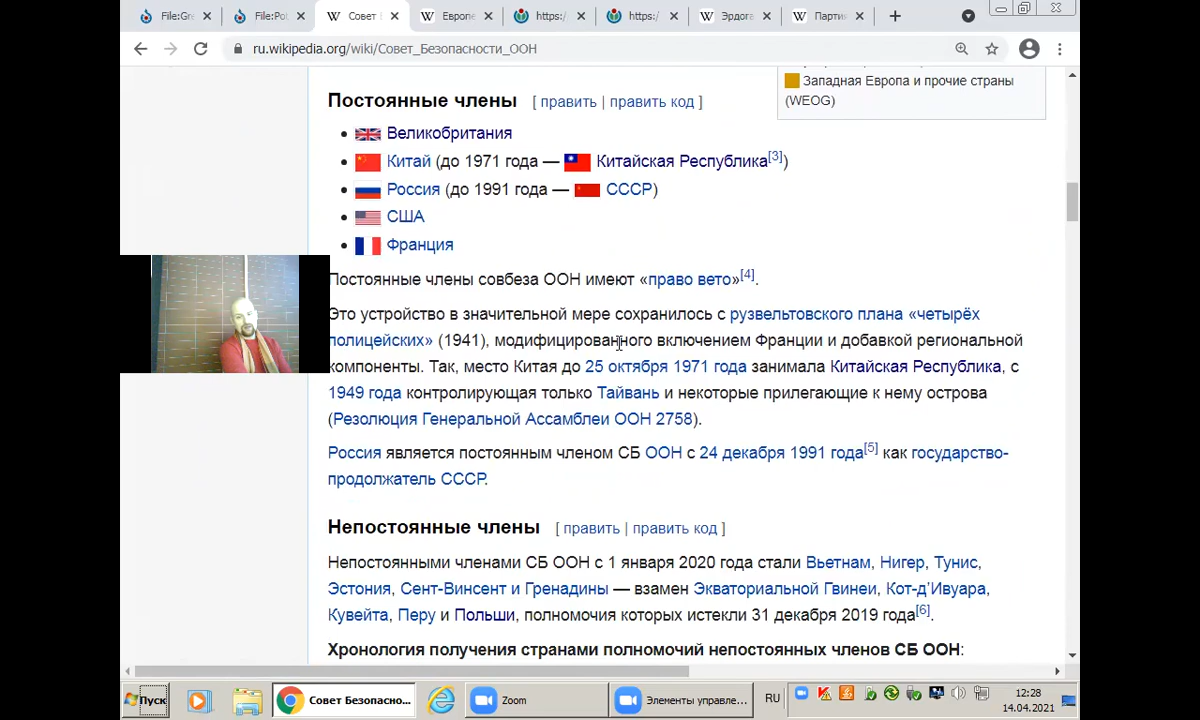 File:Gre
File:Pol
Совет Б
Европе
https:/
https:/
Эрдога
Парти
ru.wikipedia.org/wiki/Совет_Безопасности_ООН
Западная Европа и прочие страны
(WEOG)
Постоянные члены [ править | править код ]
Великобритания
Китай (до 1971 года — Китайская Республика[3])
Россия (до 1991 года — СССР)
США
Франция
Постоянные члены совбеза ООН имеют «право вето»[4].
Это устройство в значительной мере сохранилось с рузвельтовского плана «четырёх
полицейских» (1941), модифицированного включением Франции и добавкой региональной
компоненты. Так, место Китая до 25 октября 1971 года занимала Китайская Республика, с
1949 года контролирующая только Тайвань и некоторые прилегающие к нему острова
(Резолюция Генеральной Ассамблеи ООН 2758).
Россия является постоянным членом СБ ООН с 24 декабря 1991 года[5] как государство-
продолжатель СССР.
Непостоянные члены [ править | править код ]
Непостоянными членами СБ ООН с 1 января 2020 года стали Вьетнам, Нигер, Тунис,
Эстония, Сент-Винсент и Гренадины — взамен Экваториальной Гвинеи, Кот-д’Ивуара,
Кувейта, Перу и Польши, полномочия которых истекли 31 декабря 2019 года[6].
Хронология получения странами полномочий непостоянных членов СБ ООН:
Пуск
Совет Безопасно...
Zoom
Элементы управле...
RU
12:28
14.04.2021